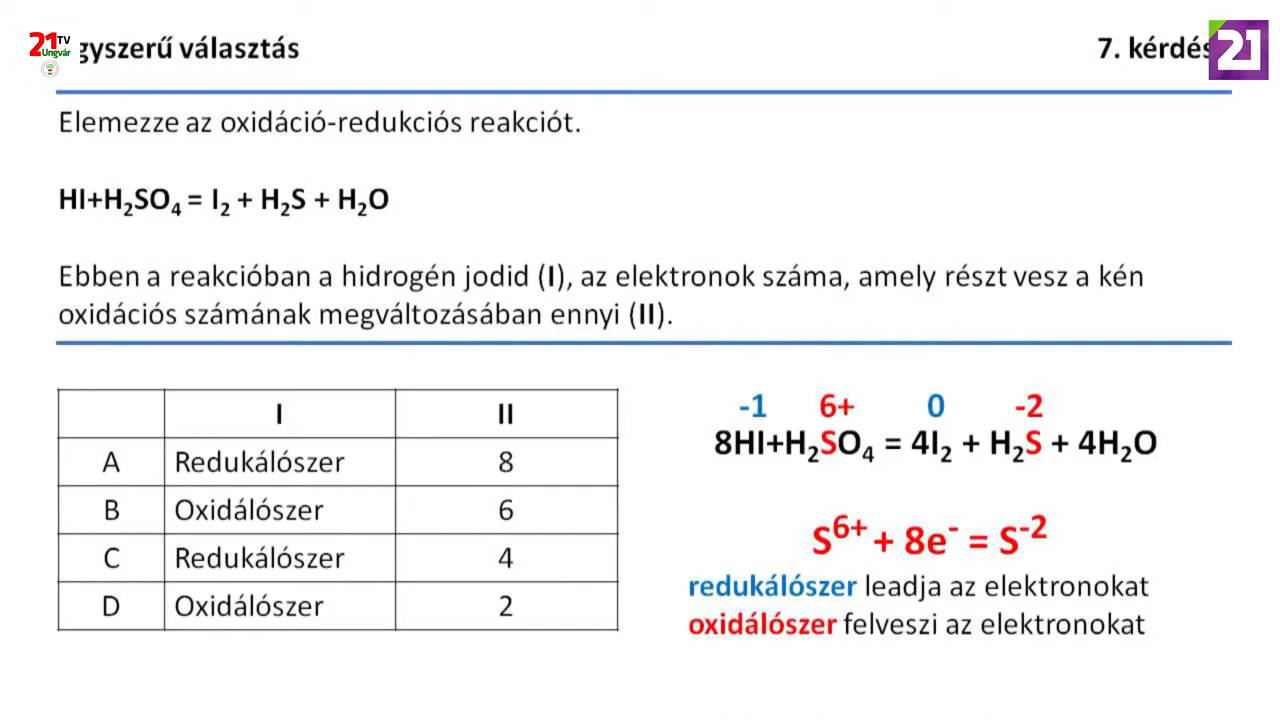 21 TV
Ungvár
gyszerű választás
7. kérdés
21
Elemezze az oxidáció-redukciós reakciót.
HI+H₂SO₄ = I₂ + H₂S + H₂O
Ebben a reakcióban a hidrogén jodid (I), az elektronok száma, amely részt vesz a kén
oxidációs számának megváltozásában ennyi (II).
I II
A Redukálószer 8
B Oxidálószer 6
C Redukálószer 4
D Oxidálószer 2
-1 6+ 0 -2
8HI+H₂SO₄ = 4I₂ + H₂S + 4H₂O
S⁶⁺ + 8e⁻ = S⁻²
redukálószer leadja az elektronokat
oxidálószer felveszi az elektronokat